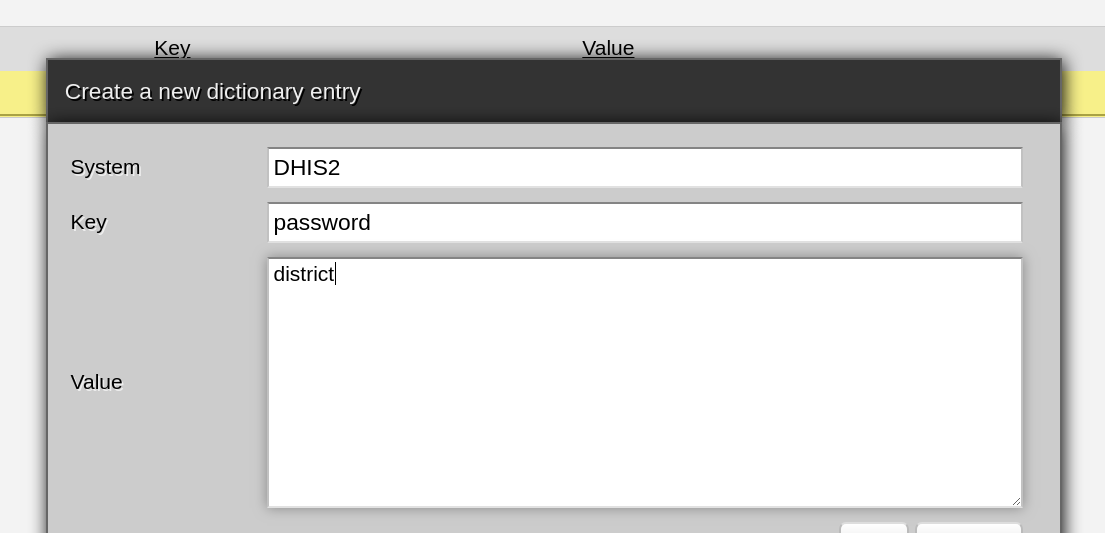 Key Value
Create a new dictionary entry
System DHIS2
Key password
district
Value